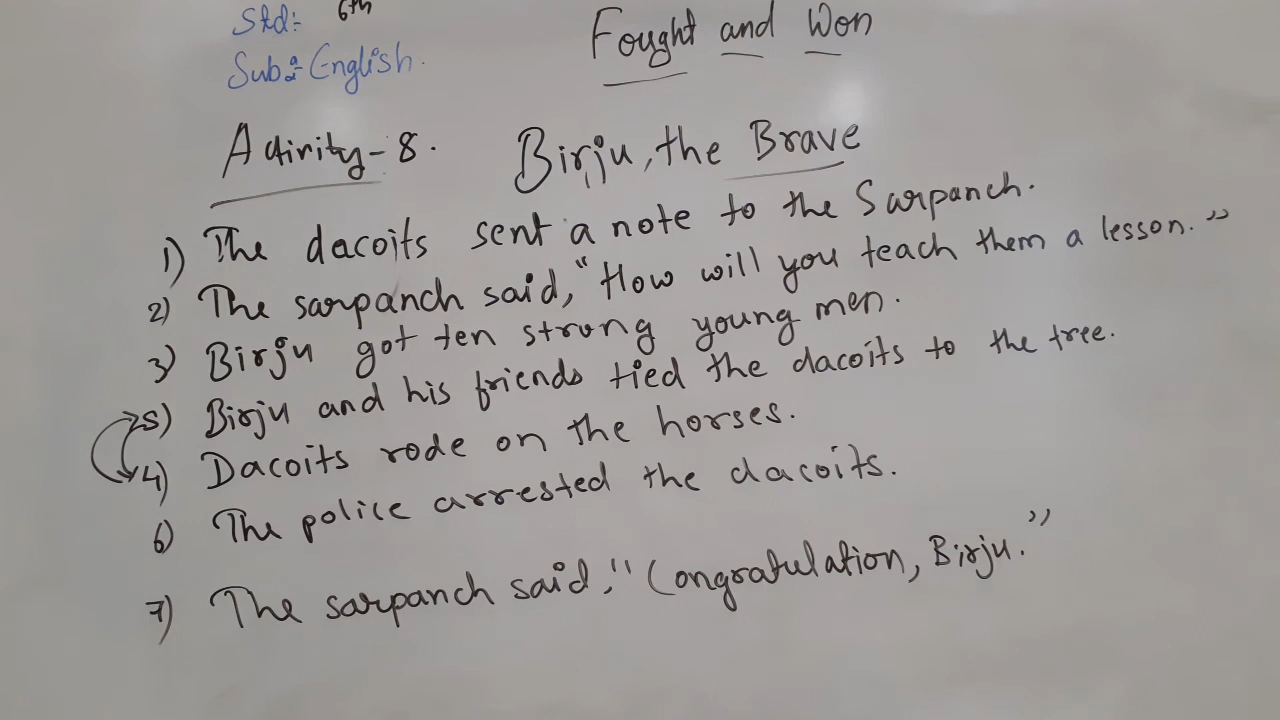 Std:- 6th
Sub:- English.
Fought and Won
Activity-8.
Birju, the Brave
1) The dacoits sent a note to the Sarpanch.
2) The sarpanch said, "How will you teach them a lesson."
3) Birju got ten strong young men.
5) Birju and his friends tied the dacoits to the tree.
4) Dacoits rode on the horses.
6) The police arrested the dacoits.
7) The sarpanch said, "Congratulation, Birju."